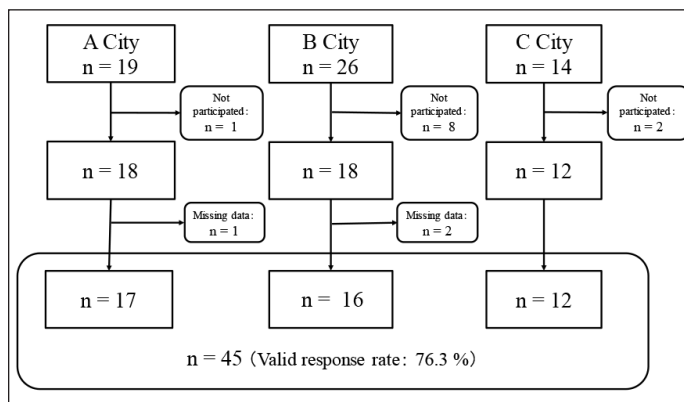 A City
n = 19
B City
n = 26
C City
n = 14
Not
participated:
n = 1
Not
participated:
n = 8
Not
participated:
n = 2
n = 18
n = 18
n = 12
Missing data:
n = 1
Missing data:
n = 2
n = 17
n = 16
n = 12
n = 45 (Valid response rate: 76.3 %)